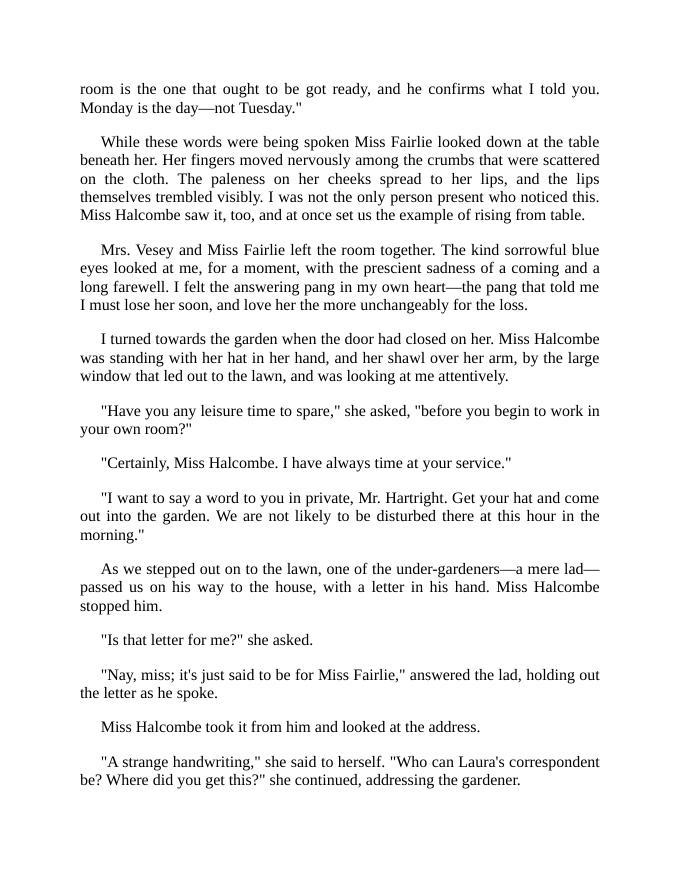 room is the one that ought to be got ready, and he confirms what I told you.
Monday is the day—not Tuesday."
While these words were being spoken Miss Fairlie looked down at the table
beneath her. Her fingers moved nervously among the crumbs that were scattered
on the cloth. The paleness on her cheeks spread to her lips, and the lips
themselves trembled visibly. I was not the only person present who noticed this.
Miss Halcombe saw it, too, and at once set us the example of rising from table.
Mrs. Vesey and Miss Fairlie left the room together. The kind sorrowful blue
eyes looked at me, for a moment, with the prescient sadness of a coming and a
long farewell. I felt the answering pang in my own heart—the pang that told me
I must lose her soon, and love her the more unchangeably for the loss.
I turned towards the garden when the door had closed on her. Miss Halcombe
was standing with her hat in her hand, and her shawl over her arm, by the large
window that led out to the lawn, and was looking at me attentively.
"Have you any leisure time to spare," she asked, "before you begin to work in
your own room?"
"Certainly, Miss Halcombe. I have always time at your service."
"I want to say a word to you in private, Mr. Hartright. Get your hat and come
out into the garden. We are not likely to be disturbed there at this hour in the
morning."
As we stepped out on to the lawn, one of the under-gardeners—a mere lad—
passed us on his way to the house, with a letter in his hand. Miss Halcombe
stopped him.
"Is that letter for me?" she asked.
"Nay, miss; it's just said to be for Miss Fairlie," answered the lad, holding out
the letter as he spoke.
Miss Halcombe took it from him and looked at the address.
"A strange handwriting," she said to herself. "Who can Laura's correspondent
be? Where did you get this?" she continued, addressing the gardener.